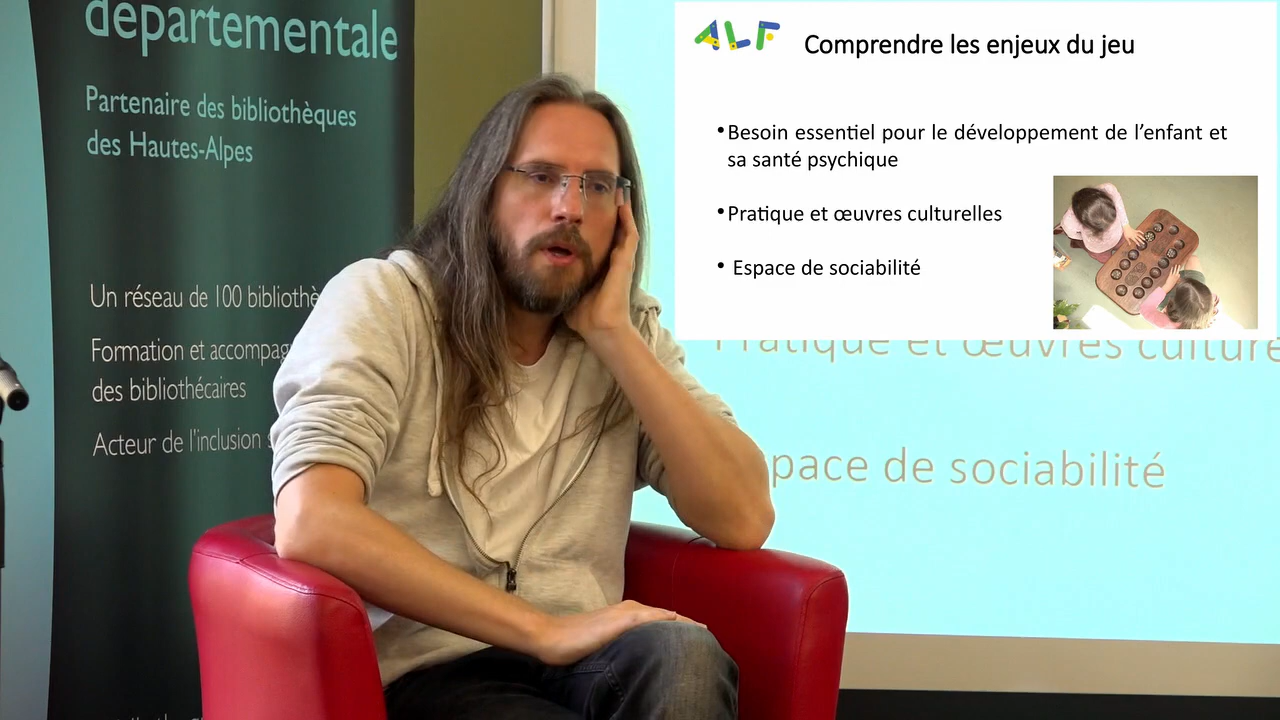 départementale
Partenaire des bibliothèques
des Hautes-Alpes
Un réseau de 100 biblioth
Formation et accompag
des bibliothécaires
Acteur de l'inclusion
ALF
Comprendre les enjeux du jeu
•Besoin essentiel pour le développement de l'enfant et
sa santé psychique
•Pratique et œuvres culturelles
• Espace de sociabilité
Pratique et œuvres culture
pace de sociabilité